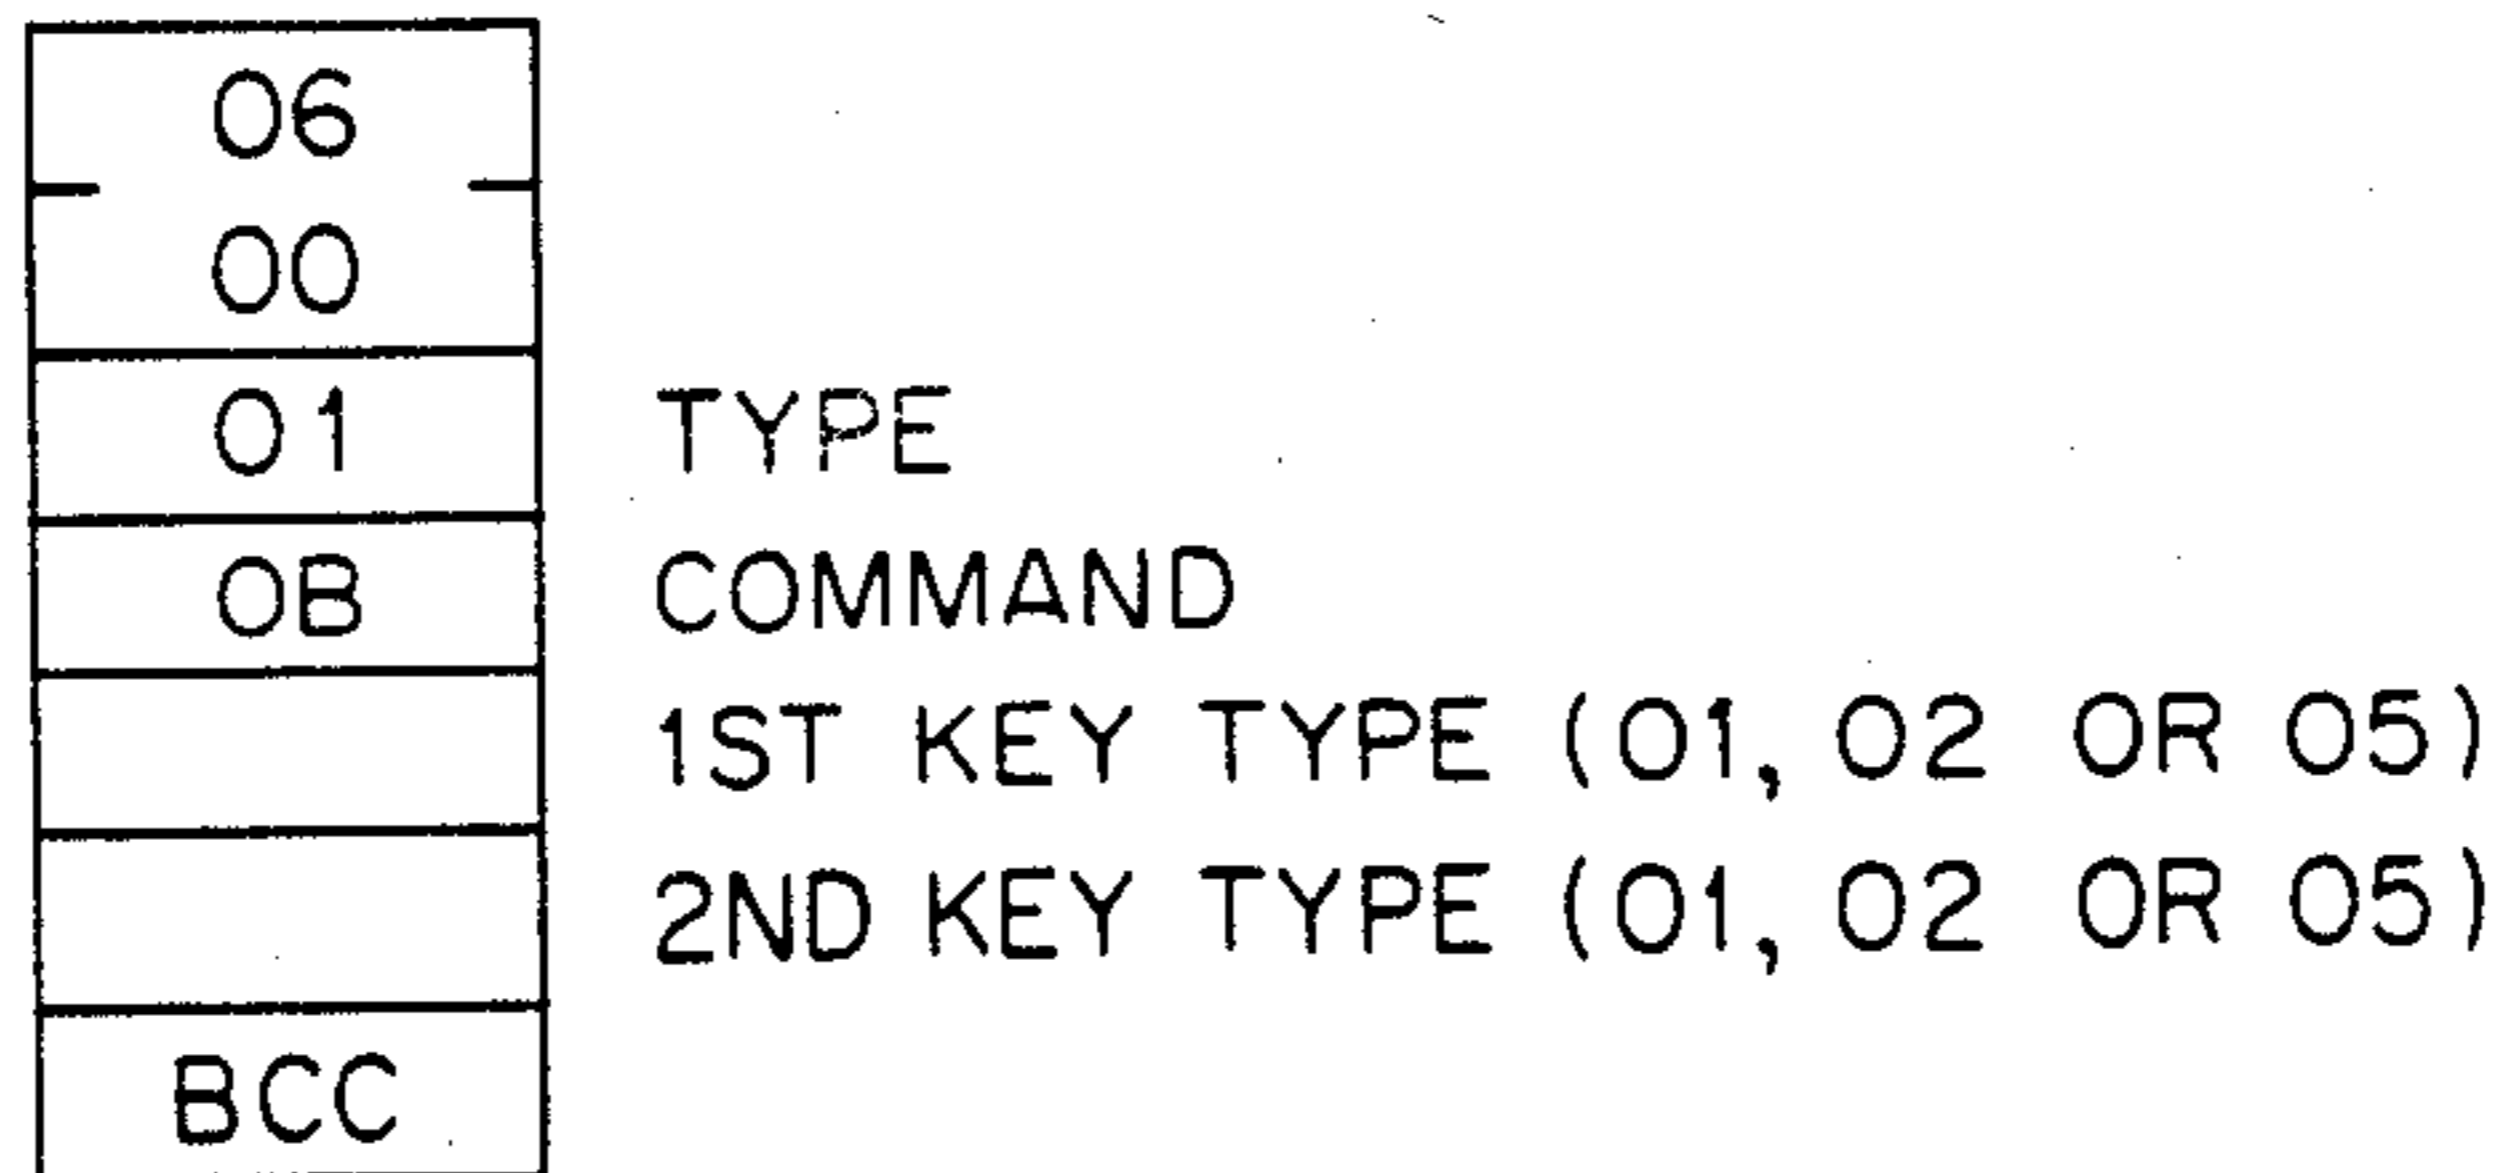 06
00
01 TYPE
0B COMMAND
1ST KEY TYPE (01, 02 OR 05)
2ND KEY TYPE (01, 02 OR 05)
BCC